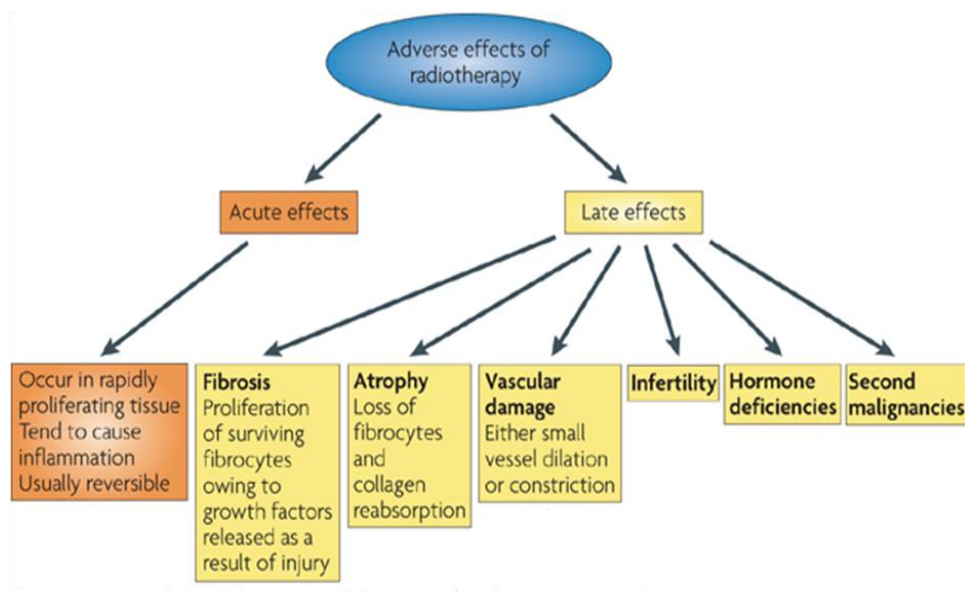 Adverse effects of
radiotherapy
Acute effects
Late effects
Occur in rapidly
proliferating tissue
Tend to cause
inflammation
Usually reversible
Fibrosis
Proliferation
of surviving
fibrocytes
owing to
growth factors
released as a
result of injury
Atrophy
Loss of
fibrocytes
and
collagen
reabsorption
Vascular
damage
Either small
vessel dilation
or constriction
Infertility
Hormone
deficiencies
Second
malignancies